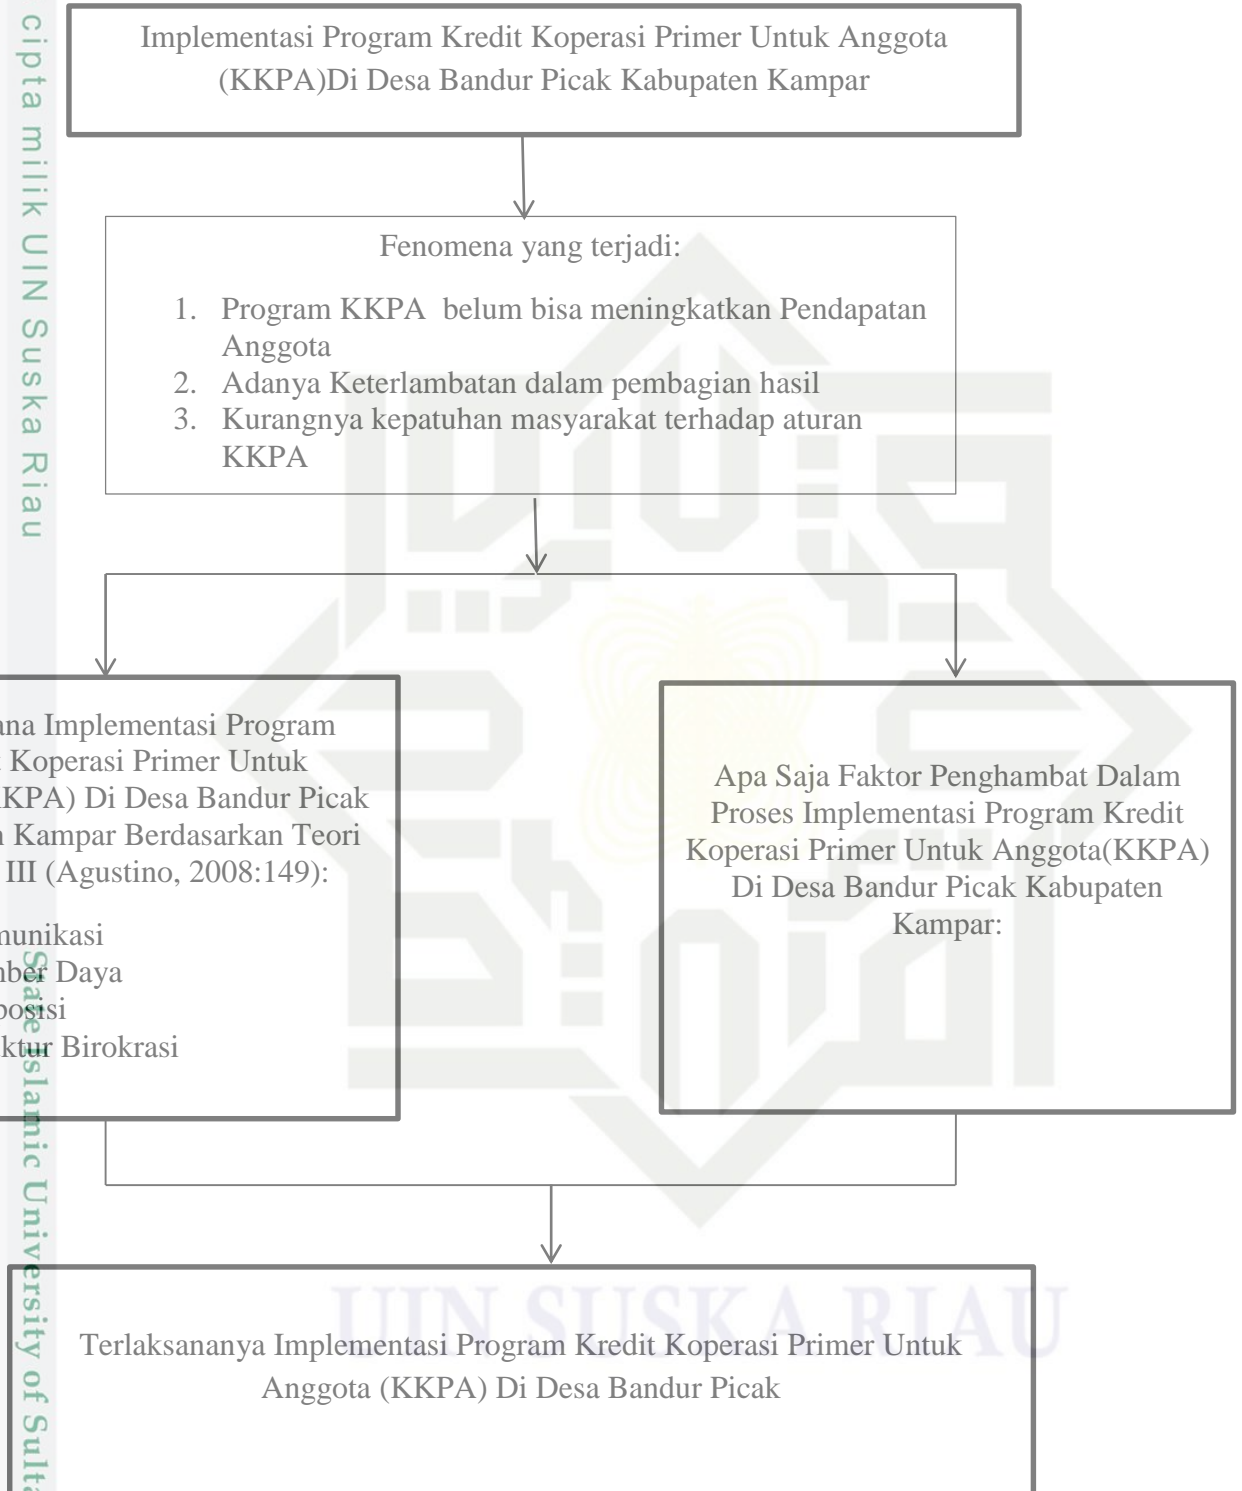 cipta milik UIN Suska Riau
Implementasi Program Kredit Koperasi Primer Untuk Anggota
(KKPA)Di Desa Bandur Picak Kabupaten Kampar
Fenomena yang terjadi:
1. Program KKPA belum bisa meningkatkan Pendapatan
Anggota
2. Adanya Keterlambatan dalam pembagian hasil
3. Kurangnya kepatuhan masyarakat terhadap aturan
KKPA
ana Implementasi Program
Koperasi Primer Untuk
KPA) Di Desa Bandur Picak
Kampar Berdasarkan Teori
III (Agustino, 2008:149):
munikasi
mber Daya
posisi
ktur Birokrasi
Apa Saja Faktor Penghambat Dalam
Proses Implementasi Program Kredit
Koperasi Primer Untuk Anggota(KKPA)
Di Desa Bandur Picak Kabupaten
Kampar:
State Islamic University of Sulta
Terlaksananya Implementasi Program Kredit Koperasi Primer Untuk
Anggota (KKPA) Di Desa Bandur Picak
UIN SUSKA RIAU